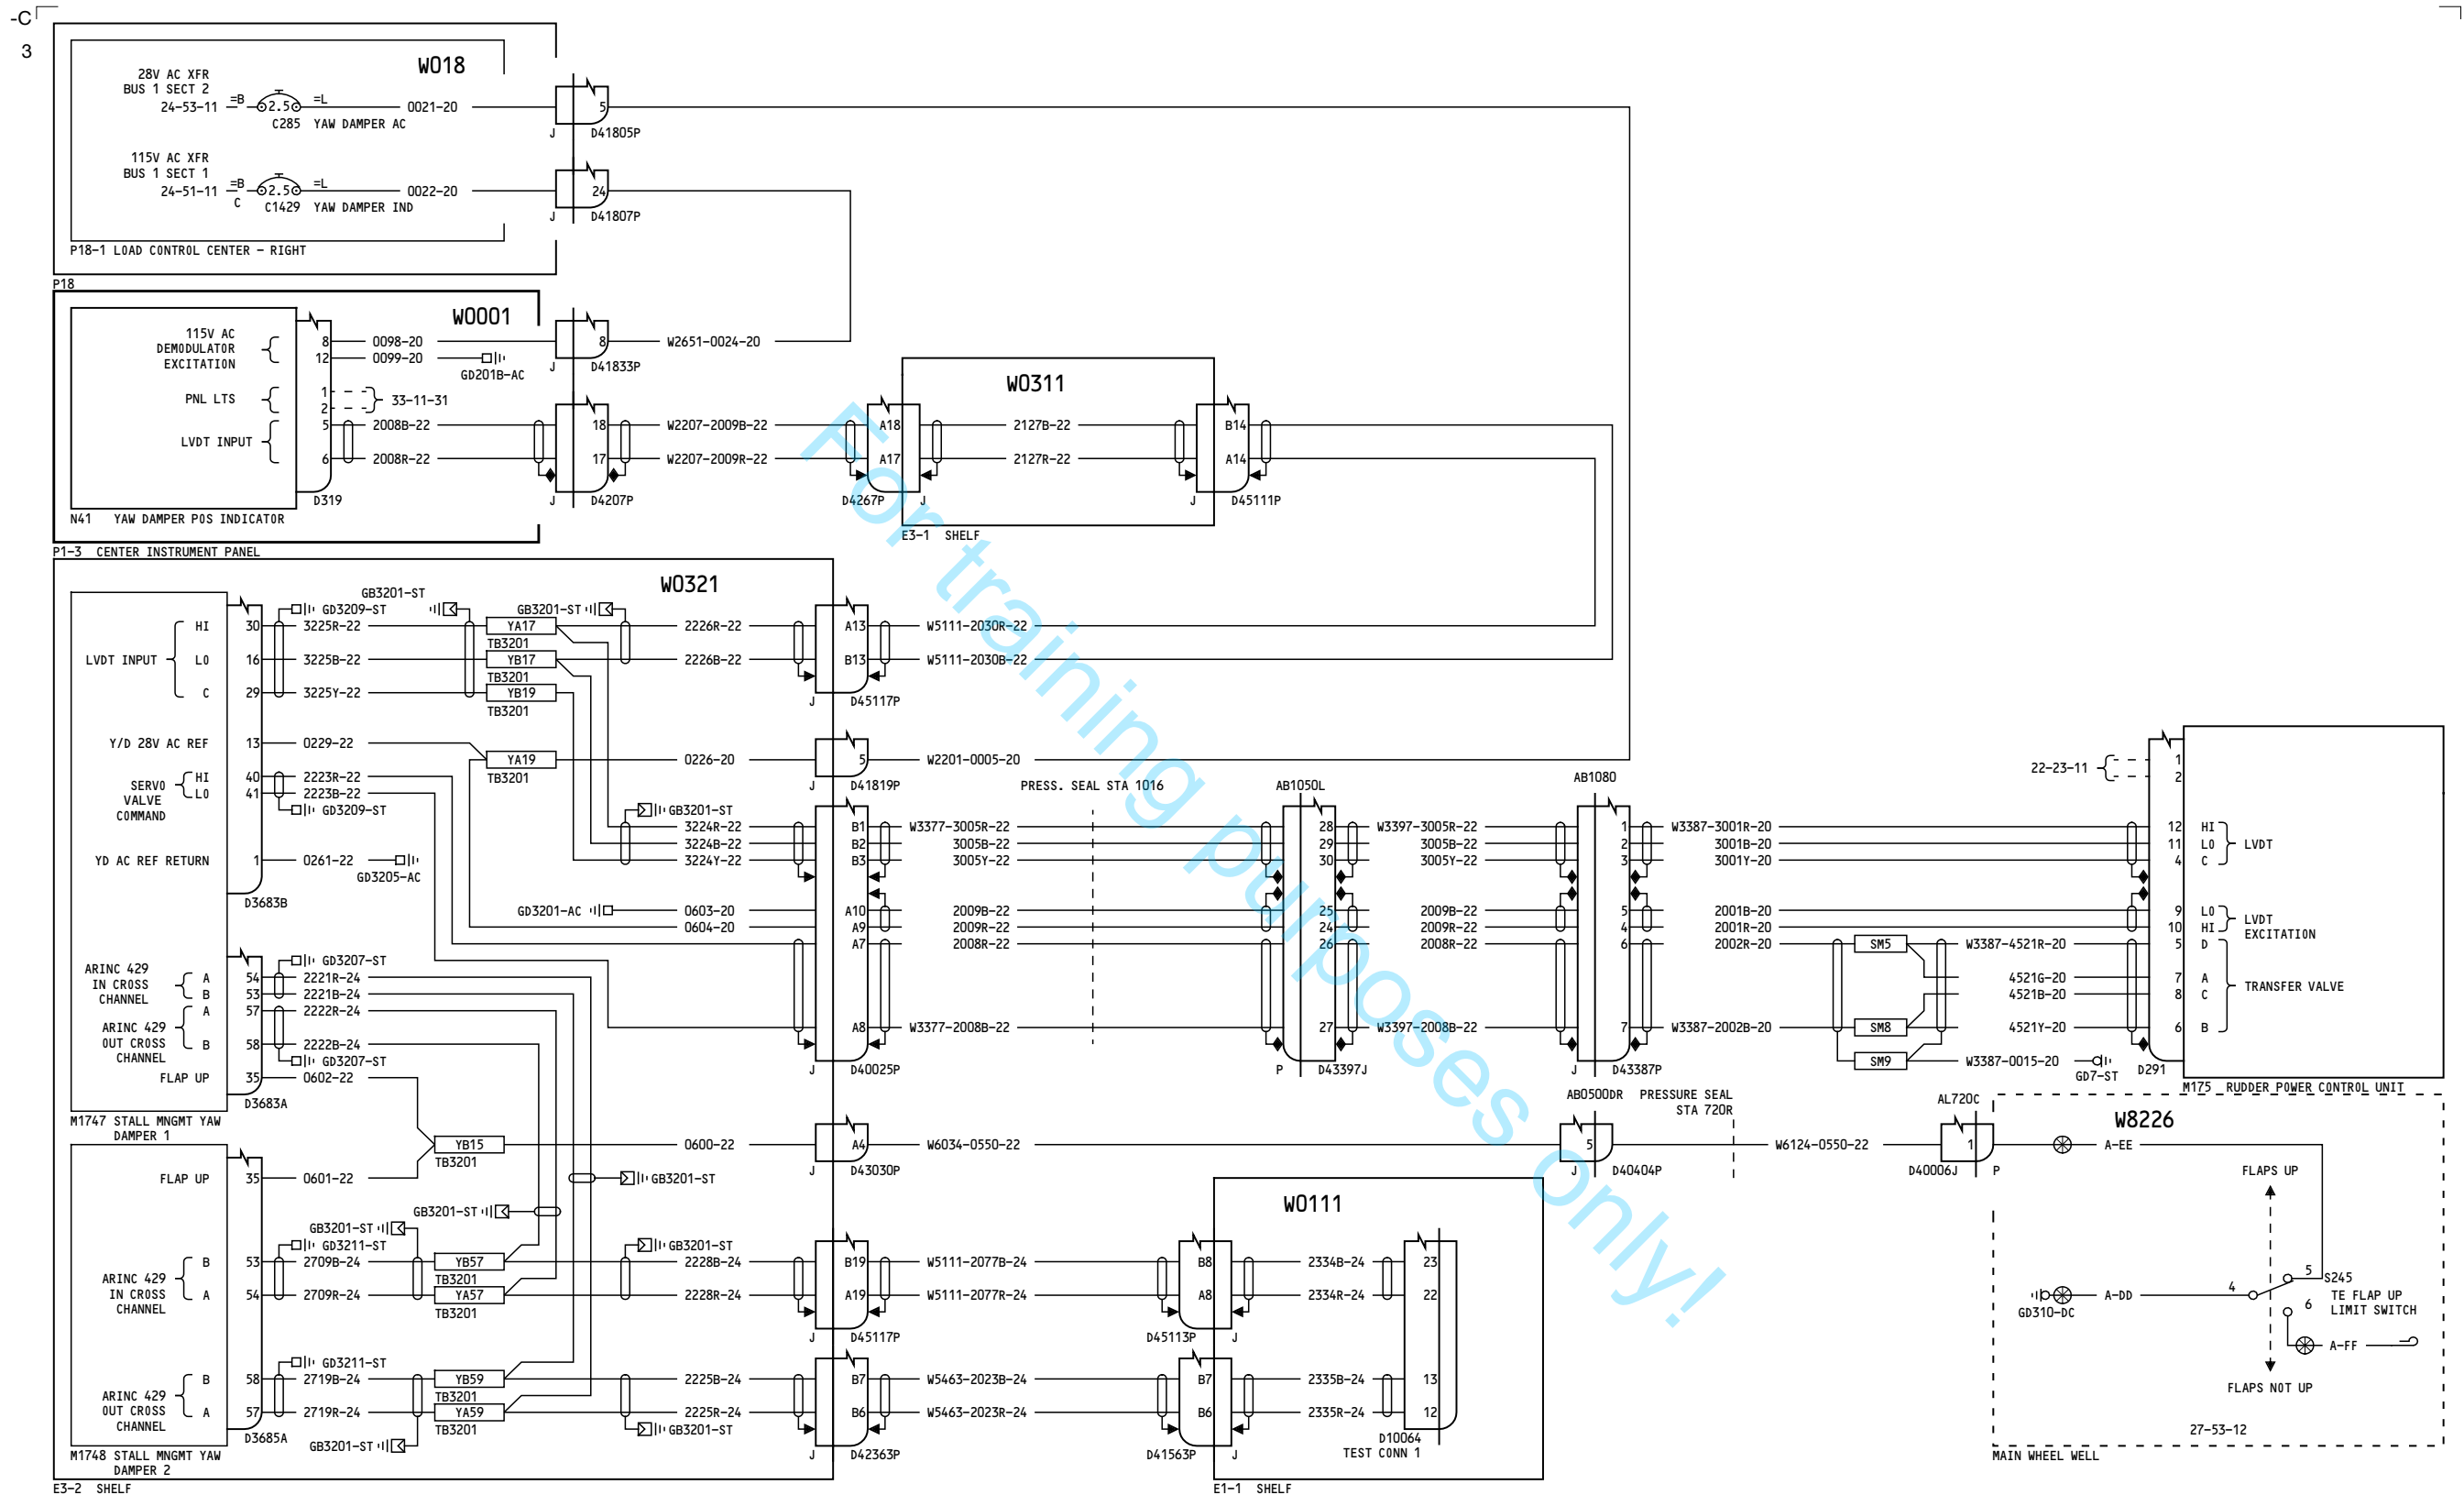 -C
3
W018
28V AC XFR
BUS 1 SECT 2
24-53-11 =B 2.5 =L 0021-20 5
C285 YAW DAMPER AC
J D41805P
115V AC XFR
BUS 1 SECT 1
24-51-11 =B 2.5 =L 0022-20 24
C C1429 YAW DAMPER IND
J D41807P
P18-1 LOAD CONTROL CENTER - RIGHT
P18
W0001
115V AC
DEMODULATOR
EXCITATION
8 0098-20 8 W2651-0024-20
12 0099-20
GD201B-AC
J D41833P
PNL LTS
1
2
33-11-31
LVDT INPUT
5 2008B-22 18 W2207-2009B-22 A18 2127B-22 B14
6 2008R-22 17 W2207-2009R-22 A17 2127R-22 A14
D319
J D4207P
D4267P J
J D45111P
W0311
E3-1 SHELF
N41 YAW DAMPER POS INDICATOR
P1-3 CENTER INSTRUMENT PANEL
W0321
GB3201-ST
GD3209-ST
GB3201-ST
LVDT INPUT
HI 30 3225R-22 YA17 2226R-22 A13 W5111-2030R-22
TB3201
LO 16 3225B-22 YB17 2226B-22 B13 W5111-2030B-22
TB3201
C 29 3225Y-22 YB19
TB3201
J D45117P
Y/D 28V AC REF 13 0229-22 YA19 0226-20 5 W2201-0005-20
TB3201
J D41819P
SERVO
VALVE
COMMAND
HI 40 2223R-22
LO 41 2223B-22
GD3209-ST
YD AC REF RETURN 1 0261-22
GD3205-AC
D3683B
PRESS. SEAL STA 1016
AB1050L
AB1080
GB3201-ST
3224R-22 B1 W3377-3005R-22 28 W3397-3005R-22 1 W3387-3001R-20 12 HI
3224B-22 B2 3005B-22 29 3005B-22 2 3001B-20 11 LO LVDT
3224Y-22 B3 3005Y-22 30 3005Y-22 3 3001Y-20 4 C
22-23-11
1
2
GD3201-AC 0603-20 A10 2009B-22 25 2009B-22 5 2001B-20 9 LO
0604-20 A9 2009R-22 24 2009R-22 4 2001R-20 10 HI
LVDT
EXCITATION
A7 2008R-22 26 2008R-22 6 2002R-20 SM5 W3387-4521R-20 5 D
4521G-20 7 A
4521B-20 8 C
TRANSFER VALVE
A8 W3377-2008B-22 27 W3397-2008B-22 7 W3387-2002B-20 SM8 4521Y-20 6 B
SM9 W3387-0015-20
GD7-ST
J D40025P
P D43397J
J D43387P
D291
M175 RUDDER POWER CONTROL UNIT
ARINC 429
IN CROSS
CHANNEL
GD3207-ST
A 54 2221R-24
B 53 2221B-24
ARINC 429
OUT CROSS
CHANNEL
A 57 2222R-24
B 58 2222B-24
GD3207-ST
FLAP UP 35 0602-22
D3683A
M1747 STALL MNGMT YAW
DAMPER 1
YB15 0600-22 A4 W6034-0550-22 5 W6124-0550-22 1 A-EE
TB3201
J D43030P
AB0500DR
PRESSURE SEAL
STA 720R
J D40404P
AL720C
D40006J P
W8226
FLAP UP 35 0601-22
GB3201-ST
GB3201-ST
GB3201-ST
GD3211-ST
GB3201-ST
ARINC 429
IN CROSS
CHANNEL
B 53 2709B-24 YB57 2228B-24 B19 W5111-2077B-24 B8 2334B-24 23
TB3201
A 54 2709R-24 YA57 2228R-24 A19 W5111-2077R-24 A8 2334R-24 22
TB3201
J D45117P
D45113P J
W0111
GD3211-ST
ARINC 429
OUT CROSS
CHANNEL
B 58 2719B-24 YB59 2225B-24 B7 W5463-2023B-24 B7 2335B-24 13
TB3201
A 57 2719R-24 YA59 2225R-24 B6 W5463-2023R-24 B6 2335R-24 12
TB3201
GB3201-ST
GB3201-ST
D3685A
J D42363P
D41563P J
D10064
TEST CONN 1
M1748 STALL MNGMT YAW
DAMPER 2
E3-2 SHELF
E1-1 SHELF
FLAPS UP
GD310-DC
A-DD
4
5
6
S245
TE FLAP UP
LIMIT SWITCH
A-FF
FLAPS NOT UP
27-53-12
MAIN WHEEL WELL
For training purposes only!